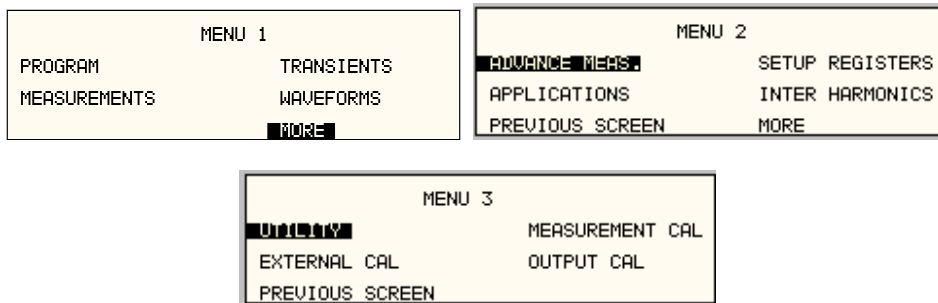 MENU 1
PROGRAM TRANSIENTS
MEASUREMENTS WAVEFORMS
MORE
MENU 2
ADVANCE MEAS. SETUP REGISTERS
APPLICATIONS INTER HARMONICS
PREVIOUS SCREEN MORE
MENU 3
UTILITY MEASUREMENT CAL
EXTERNAL CAL OUTPUT CAL
PREVIOUS SCREEN